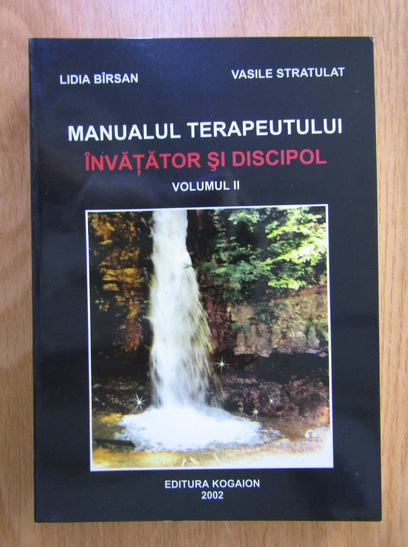 LIDIA BÎRSAN VASILE STRATULAT
MANUALUL TERAPEUTULUI
ÎNVĂȚĂTOR ȘI DISCIPOL
VOLUMUL II
EDITURA KOGAION
2002